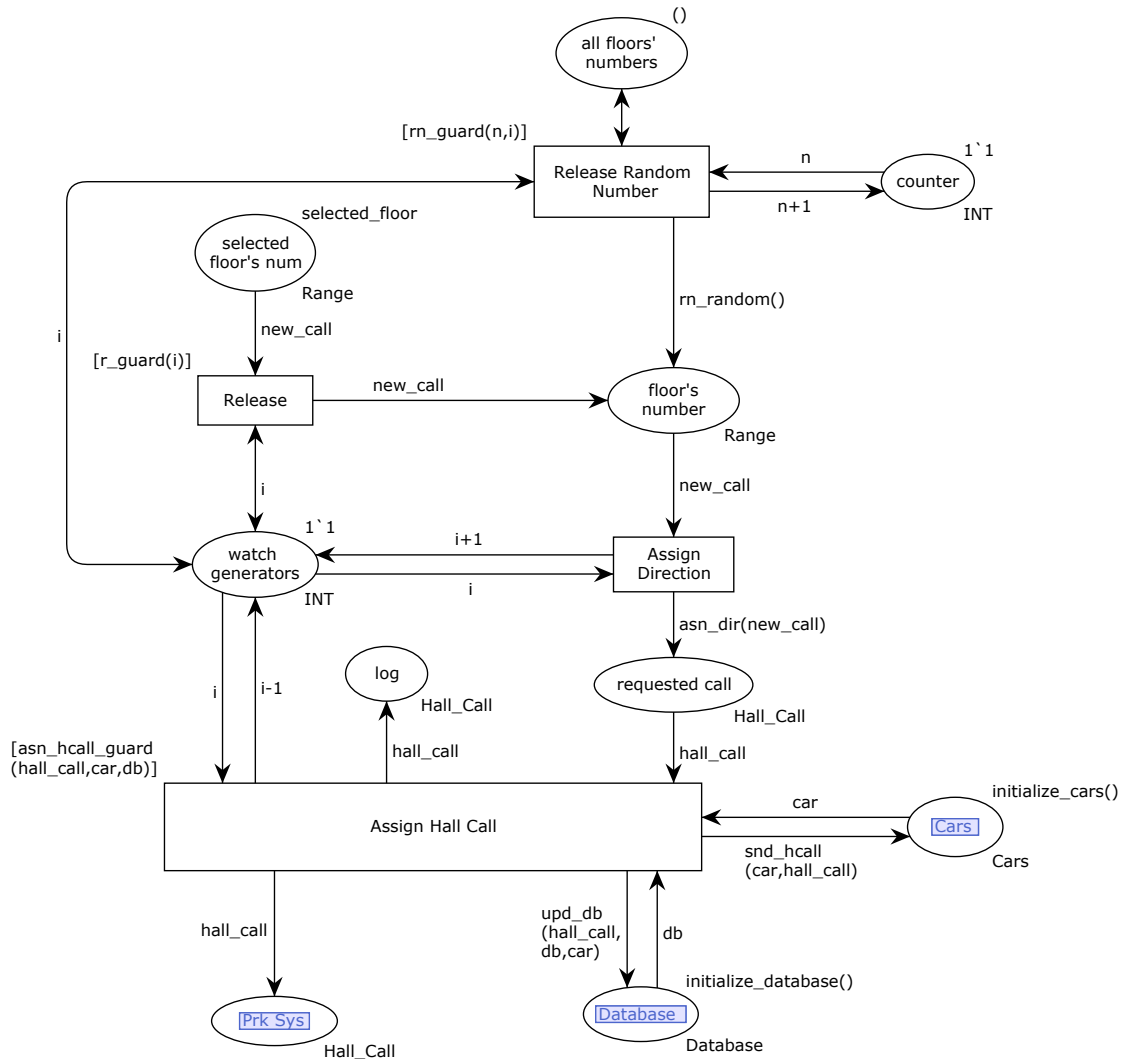 ()
all floors'
numbers
[rn_guard(n,i)]
Release Random
Number
n
n+1
1`1
counter
INT
selected_floor
selected
floor's num
Range
new_call
rn_random()
i
[r_guard(i)]
Release
new_call
floor's
number
Range
i
new_call
1`1
watch
generators
INT
i+1
i
Assign
Direction
asn_dir(new_call)
log
Hall_Call
requested call
Hall_Call
i
i-1
hall_call
hall_call
[asn_hcall_guard
(hall_call,car,db)]
Assign Hall Call
car
snd_hcall
(car,hall_call)
initialize_cars()
Cars
Cars
hall_call
upd_db
(hall_call,
db,car)
db
initialize_database()
Prk Sys
Hall_Call
Database
Database